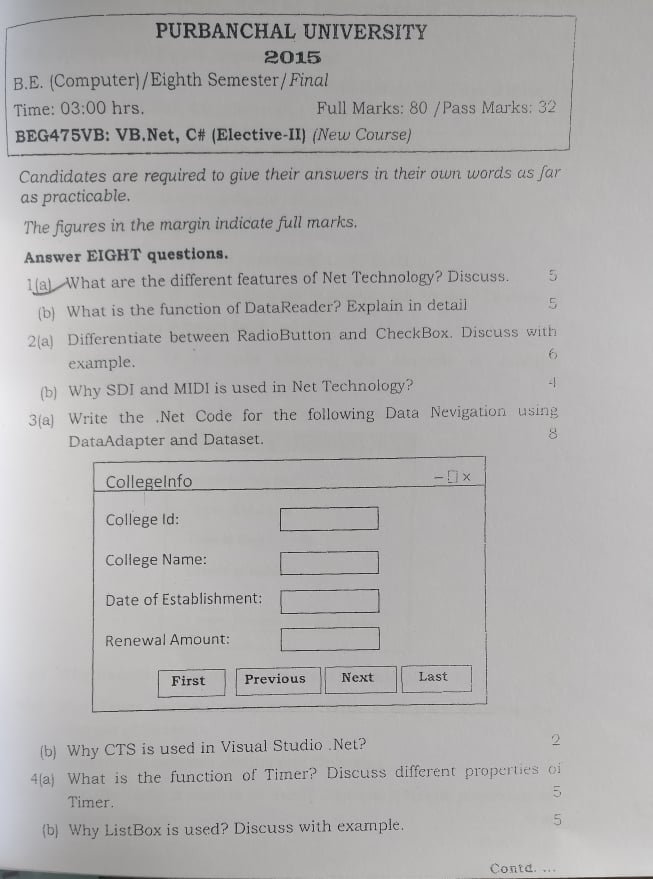 PURBANCHAL UNIVERSITY
2015
B.E. (Computer)/Eighth Semester/Final
Time: 03:00 hrs. Full Marks: 80 /Pass Marks: 32
BEG475VB: VB.Net, C# (Elective-II) (New Course)
Candidates are required to give their answers in their own words as far
as practicable.
The figures in the margin indicate full marks.
Answer EIGHT questions.
1(a) What are the different features of Net Technology? Discuss. 5
(b) What is the function of DataReader? Explain in detail 5
2(a) Differentiate between RadioButton and CheckBox. Discuss with
example. 6
(b) Why SDI and MIDI is used in Net Technology? 4
3(a) Write the .Net Code for the following Data Nevigation using
DataAdapter and Dataset. 8
CollegeInfo
College Id:
College Name:
Date of Establishment:
Renewal Amount:
First Previous Next Last
(b) Why CTS is used in Visual Studio .Net? 2
4(a) What is the function of Timer? Discuss different properties of
Timer. 5
(b) Why ListBox is used? Discuss with example. 5
Contd. ...